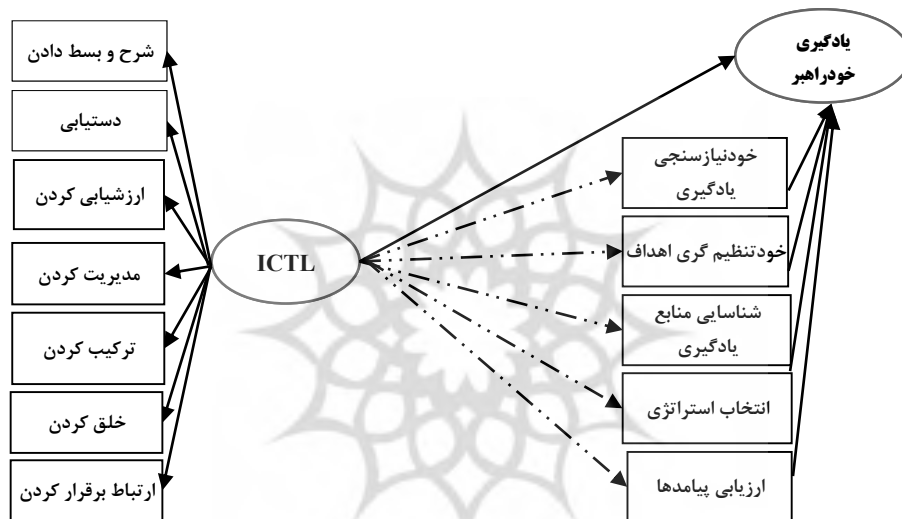 یادگیری
خودراهبر
خودنیازسنجی
یادگیری
خودتنظیم گری اهداف
شناسایی منابع
یادگیری
انتخاب استراتژی
ارزیابی پیامدها
ICTL
شرح و بسط دادن
دستیابی
ارزشیابی کردن
مدیریت کردن
ترکیب کردن
خلق کردن
ارتباط برقرار کردن